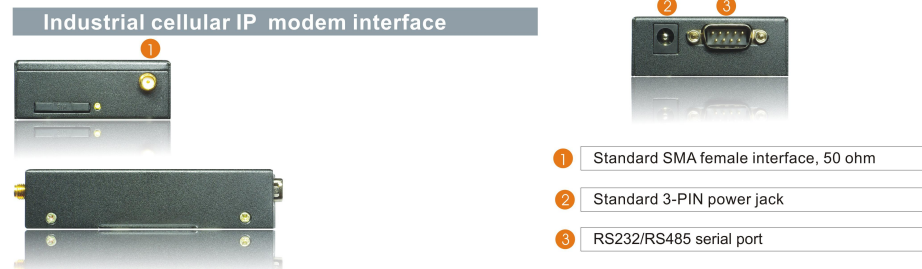 Industrial cellular IP modem interface
1
2 3
1 Standard SMA female interface, 50 ohm
2 Standard 3-PIN power jack
3 RS232/RS485 serial port